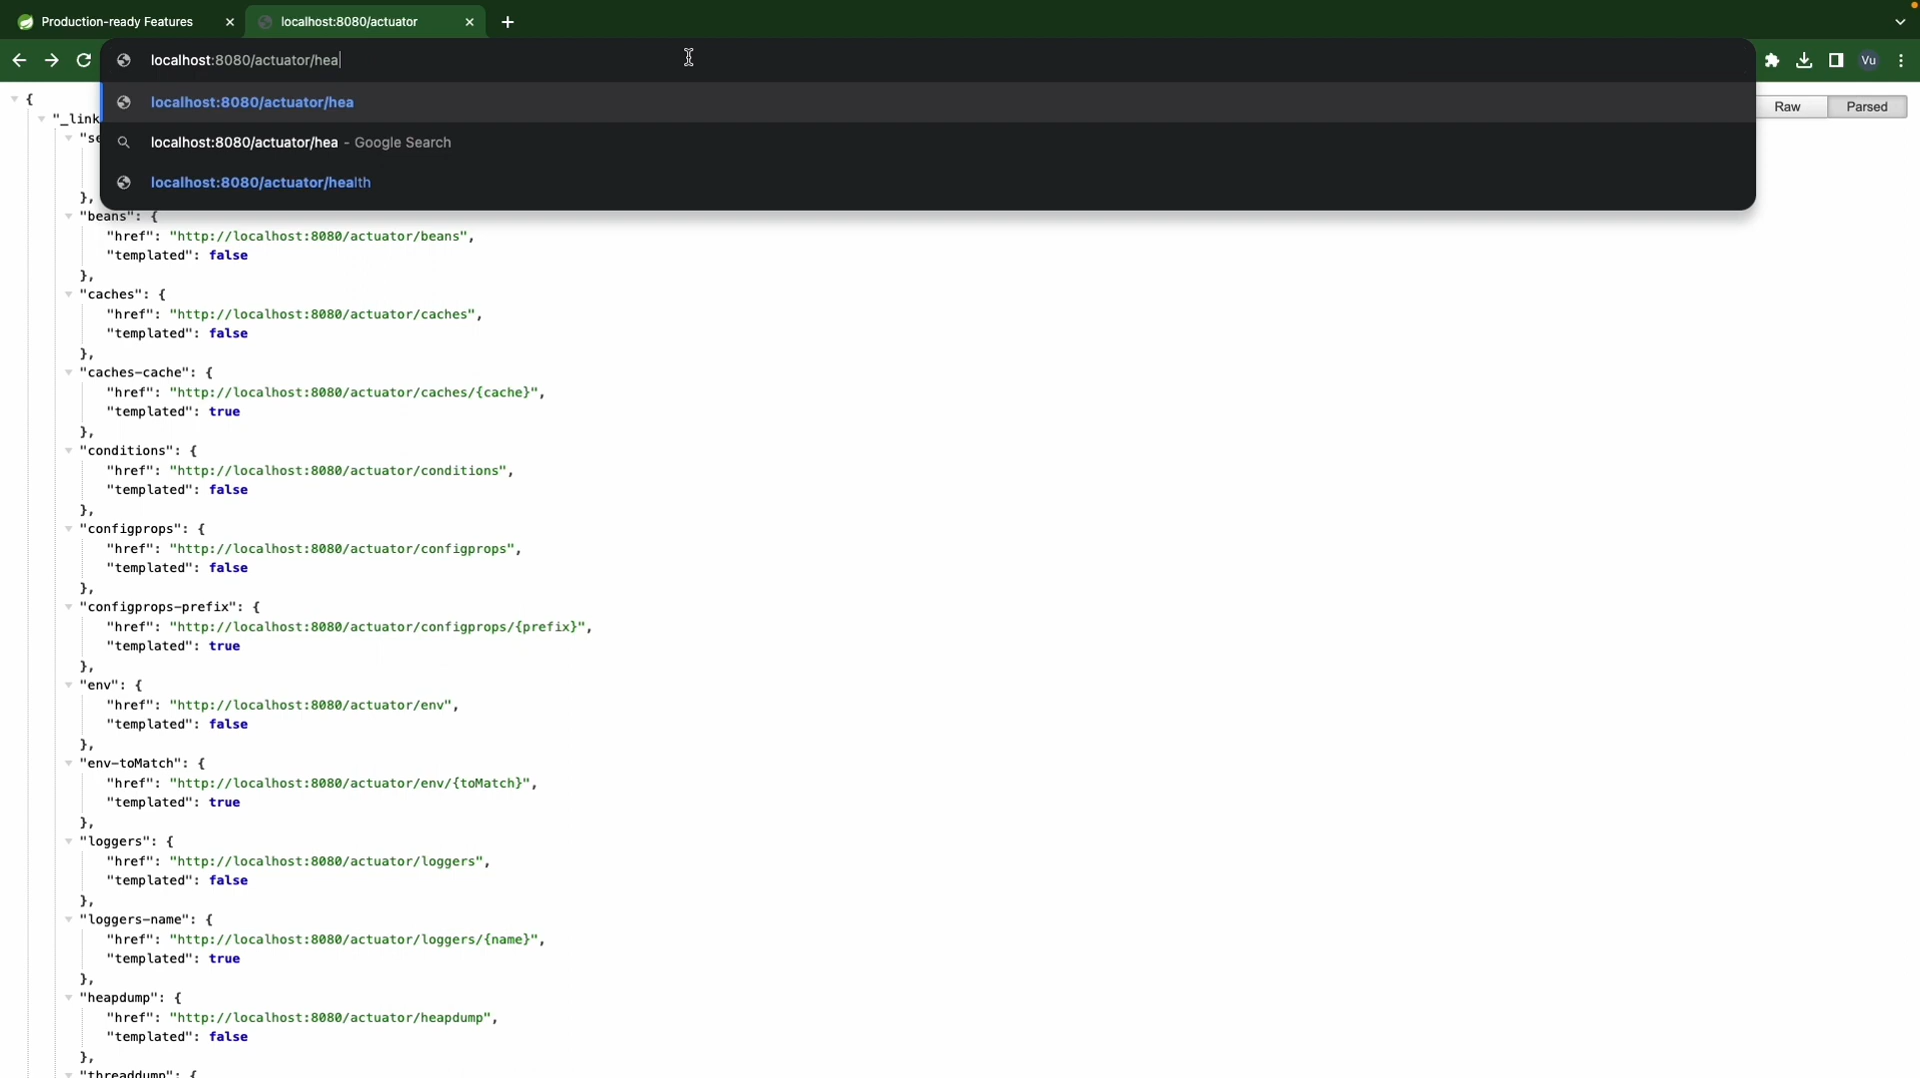 Production-ready Features
localhost:8080/actuator
localhost:8080/actuator/hea
Vu
localhost:8080/actuator/hea
localhost:8080/actuator/hea - Google Search
localhost:8080/actuator/health
Raw
Parsed
{
"_link
"se
},
"beans": {
"href": "http://localhost:8080/actuator/beans",
"templated": false
},
"caches": {
"href": "http://localhost:8080/actuator/caches",
"templated": false
},
"caches-cache": {
"href": "http://localhost:8080/actuator/caches/{cache}",
"templated": true
},
"conditions": {
"href": "http://localhost:8080/actuator/conditions",
"templated": false
},
"configprops": {
"href": "http://localhost:8080/actuator/configprops",
"templated": false
},
"configprops-prefix": {
"href": "http://localhost:8080/actuator/configprops/{prefix}",
"templated": true
},
"env": {
"href": "http://localhost:8080/actuator/env",
"templated": false
},
"env-toMatch": {
"href": "http://localhost:8080/actuator/env/{toMatch}",
"templated": true
},
"loggers": {
"href": "http://localhost:8080/actuator/loggers",
"templated": false
},
"loggers-name": {
"href": "http://localhost:8080/actuator/loggers/{name}",
"templated": true
},
"heapdump": {
"href": "http://localhost:8080/actuator/heapdump",
"templated": false
},
"threaddump": {